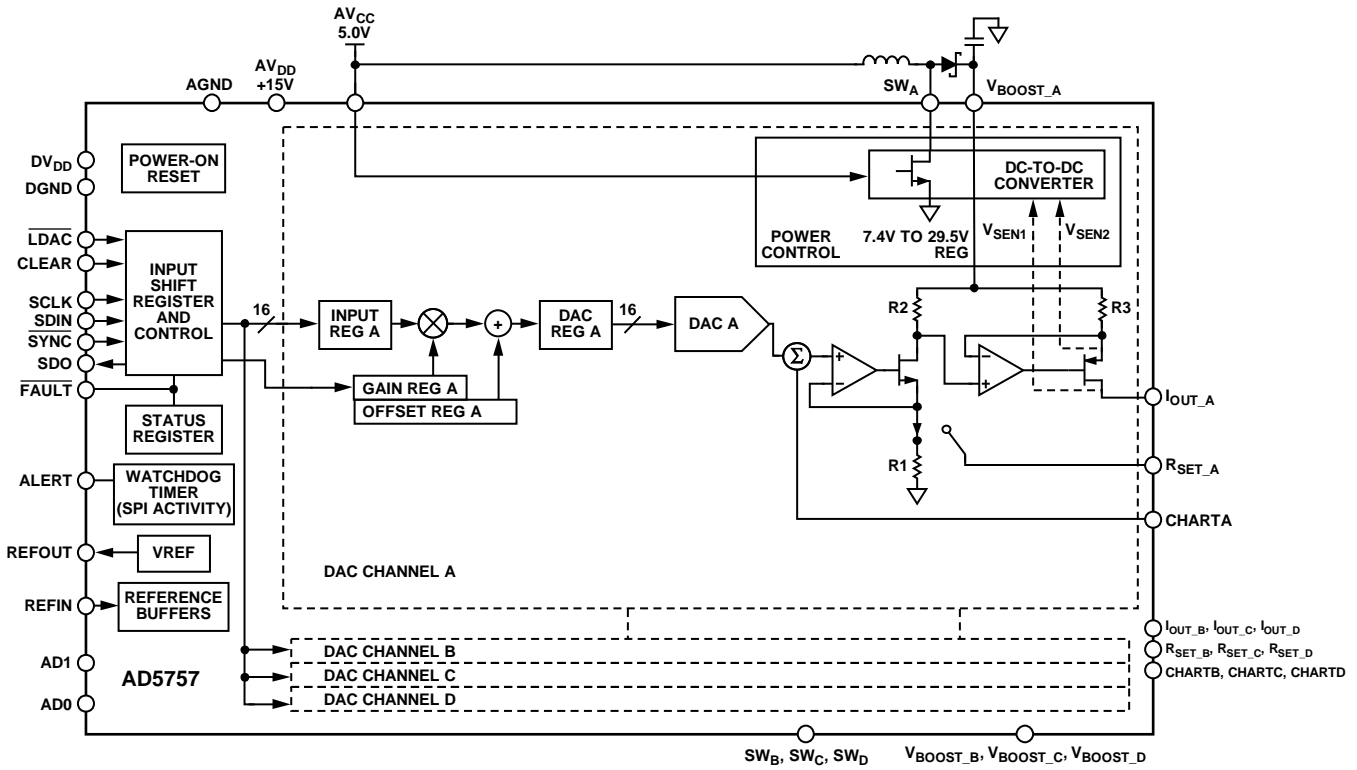 AVCC
5.0V
AVDD
+15V
AGND
SWA
VBOOST_A
DVDD
DGND
POWER-ON
RESET
DC-TO-DC
CONVERTER
LDAC
CLEAR
SCLK
SDIN
SYNC
SDO
FAULT
INPUT
SHIFT
REGISTER
AND
CONTROL
POWER
CONTROL
7.4V TO 29.5V
REG
VSEN1
VSEN2
16
INPUT
REG A
DAC
REG A
16
DAC A
Σ
R2
R3
+
–
–
+
+
GAIN REG A
OFFSET REG A
STATUS
REGISTER
R1
IOUT_A
RSET_A
CHARTA
ALERT
WATCHDOG
TIMER
(SPI ACTIVITY)
REFOUT
VREF
DAC CHANNEL A
REFIN
REFERENCE
BUFFERS
IOUT_B, IOUT_C, IOUT_D
RSET_B, RSET_C, RSET_D
CHARTB, CHARTC, CHARTD
AD1
AD0
AD5757
DAC CHANNEL B
DAC CHANNEL C
DAC CHANNEL D
SWB, SWC, SWD
VBOOST_B, VBOOST_C, VBOOST_D